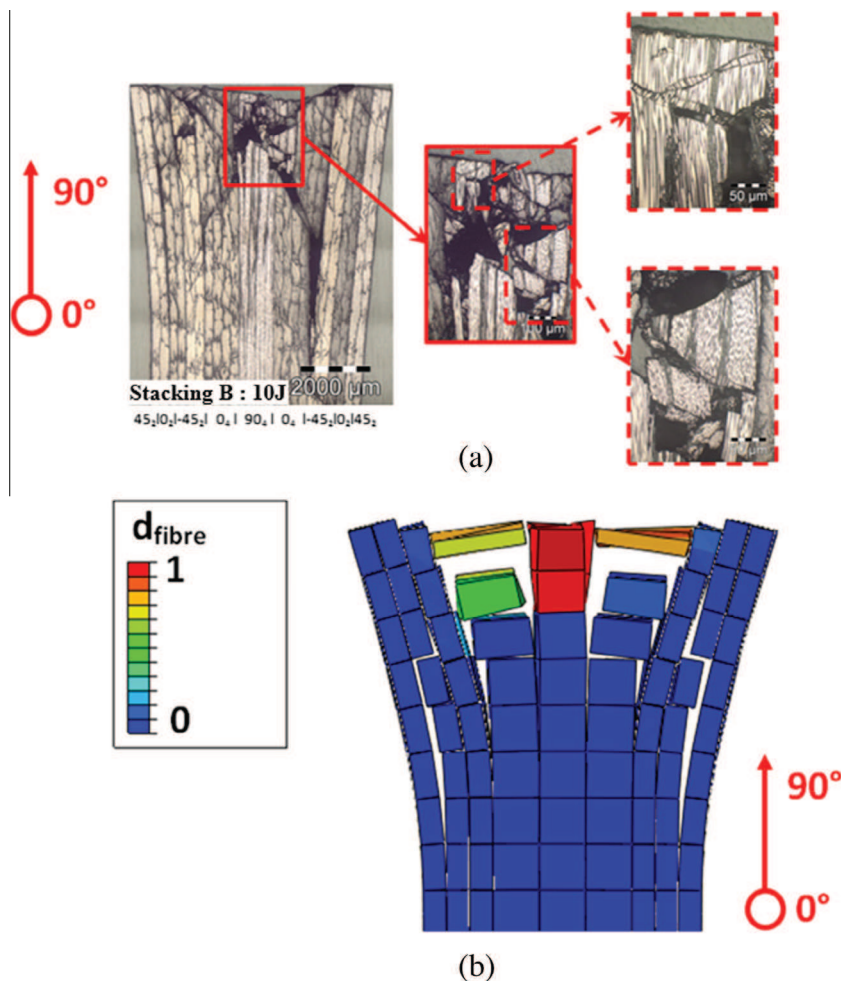 90°
0°
2000 µm
Stacking B : 10J
45₂|0₂|-45₂| 0₄ | 90₄ | 0₄ |-45₂|0₂|45₂
50 µm
(a)
d_fibre
1
0
90°
0°
(b)